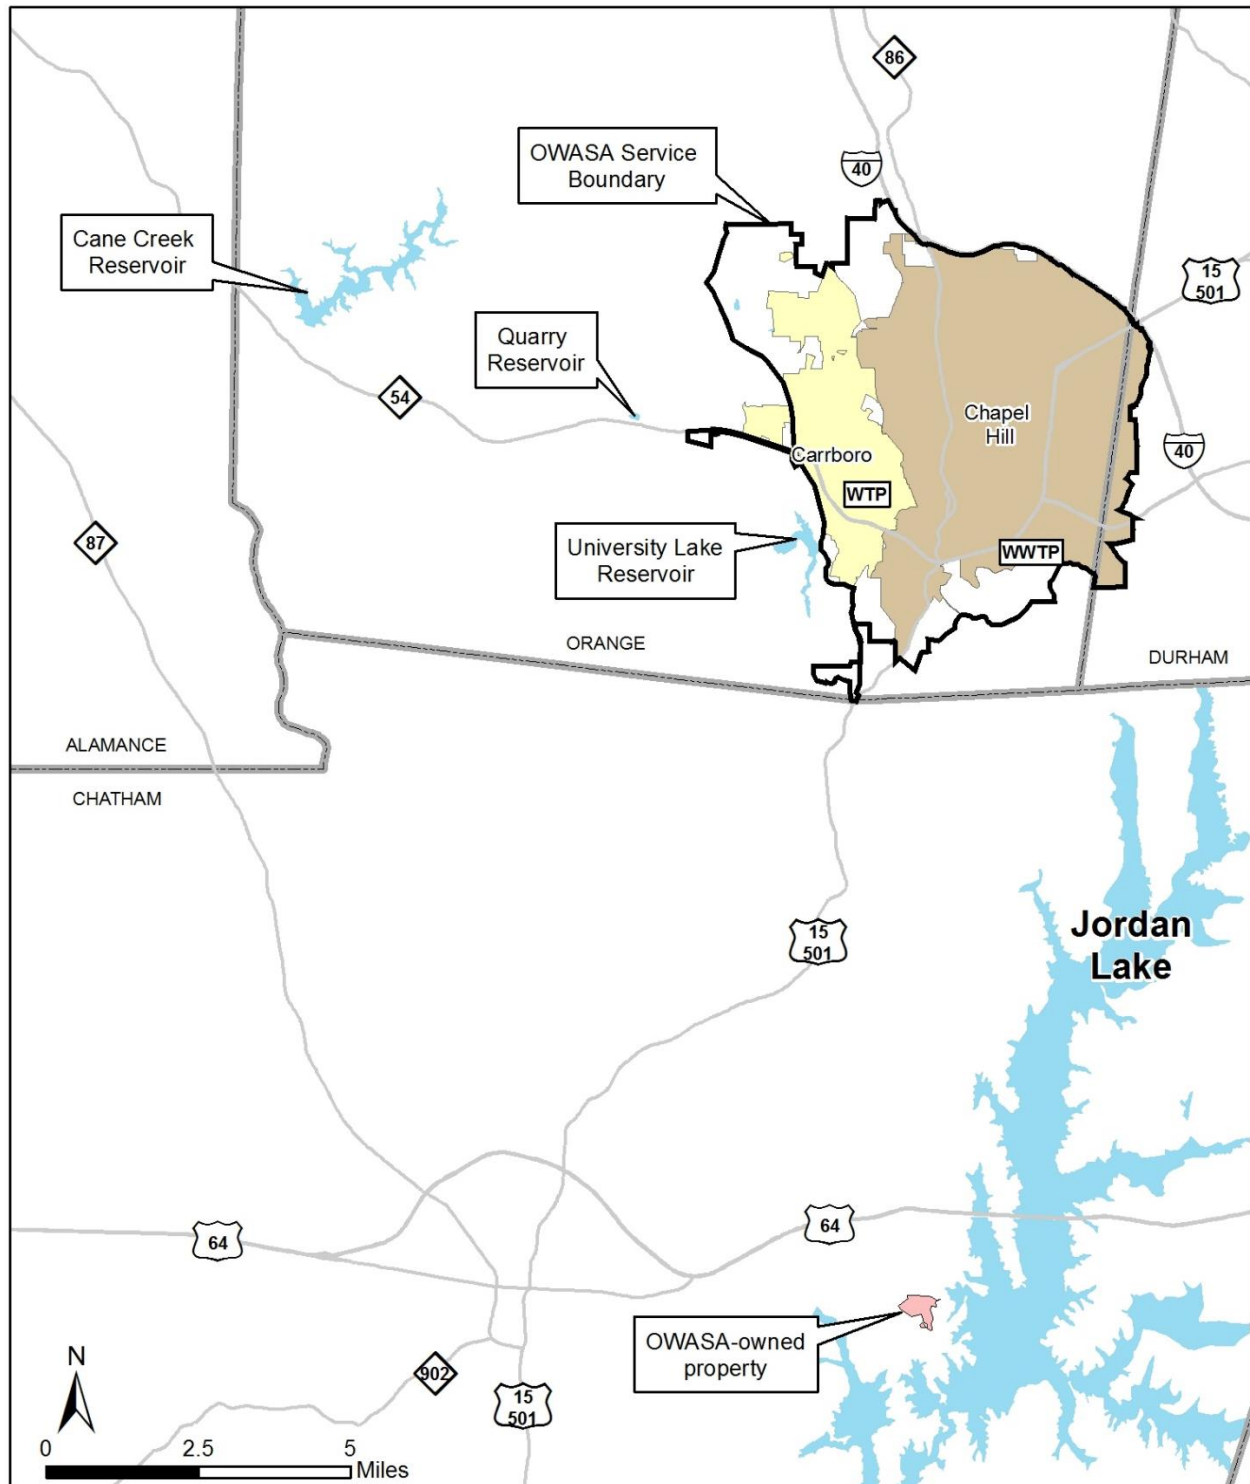 86
OWASA Service
Boundary
40
Cane Creek
Reservoir
15
501
Quarry
Reservoir
54
Chapel
Hill
40
Carrboro
WTP
87
University Lake
Reservoir
WWTP
ORANGE
DURHAM
ALAMANCE
CHATHAM
15
501
Jordan
Lake
64
64
OWASA-owned
property
N
902
15
501
0 2.5 5
Miles